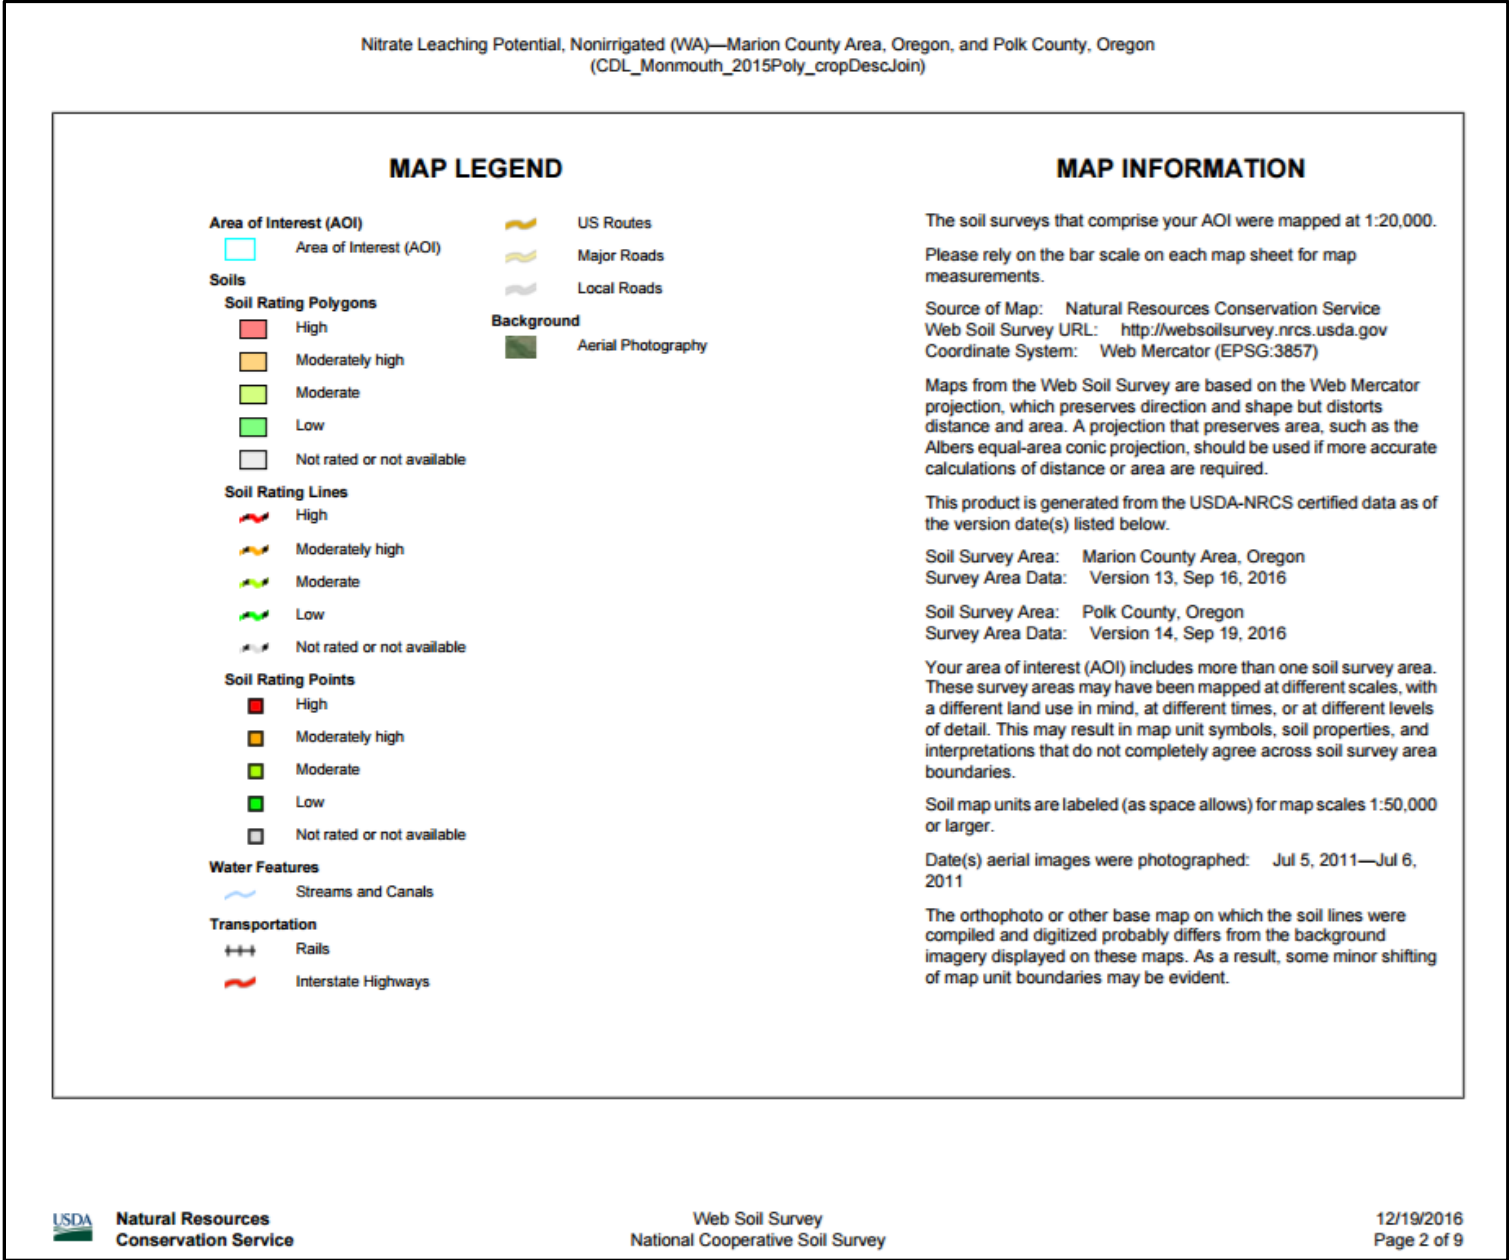 Nitrate Leaching Potential, Nonirrigated (WA)—Marion County Area, Oregon, and Polk County, Oregon
(CDL_Monmouth_2015Poly_cropDescJoin)
MAP LEGEND
Area of Interest (AOI)
Area of Interest (AOI)
Soils
Soil Rating Polygons
High
Moderately high
Moderate
Low
Not rated or not available
Soil Rating Lines
High
Moderately high
Moderate
Low
Not rated or not available
Soil Rating Points
High
Moderately high
Moderate
Low
Not rated or not available
Water Features
Streams and Canals
Transportation
Rails
Interstate Highways
US Routes
Major Roads
Local Roads
Background
Aerial Photography
MAP INFORMATION
The soil surveys that comprise your AOI were mapped at 1:20,000.
Please rely on the bar scale on each map sheet for map
measurements.
Source of Map: Natural Resources Conservation Service
Web Soil Survey URL: http://websoilsurvey.nrcs.usda.gov
Coordinate System: Web Mercator (EPSG:3857)
Maps from the Web Soil Survey are based on the Web Mercator
projection, which preserves direction and shape but distorts
distance and area. A projection that preserves area, such as the
Albers equal-area conic projection, should be used if more accurate
calculations of distance or area are required.
This product is generated from the USDA-NRCS certified data as of
the version date(s) listed below.
Soil Survey Area: Marion County Area, Oregon
Survey Area Data: Version 13, Sep 16, 2016
Soil Survey Area: Polk County, Oregon
Survey Area Data: Version 14, Sep 19, 2016
Your area of interest (AOI) includes more than one soil survey area.
These survey areas may have been mapped at different scales, with
a different land use in mind, at different times, or at different levels
of detail. This may result in map unit symbols, soil properties, and
interpretations that do not completely agree across soil survey area
boundaries.
Soil map units are labeled (as space allows) for map scales 1:50,000
or larger.
Date(s) aerial images were photographed: Jul 5, 2011—Jul 6,
2011
The orthophoto or other base map on which the soil lines were
compiled and digitized probably differs from the background
imagery displayed on these maps. As a result, some minor shifting
of map unit boundaries may be evident.
USDA
Natural Resources
Conservation Service
Web Soil Survey
National Cooperative Soil Survey
12/19/2016
Page 2 of 9